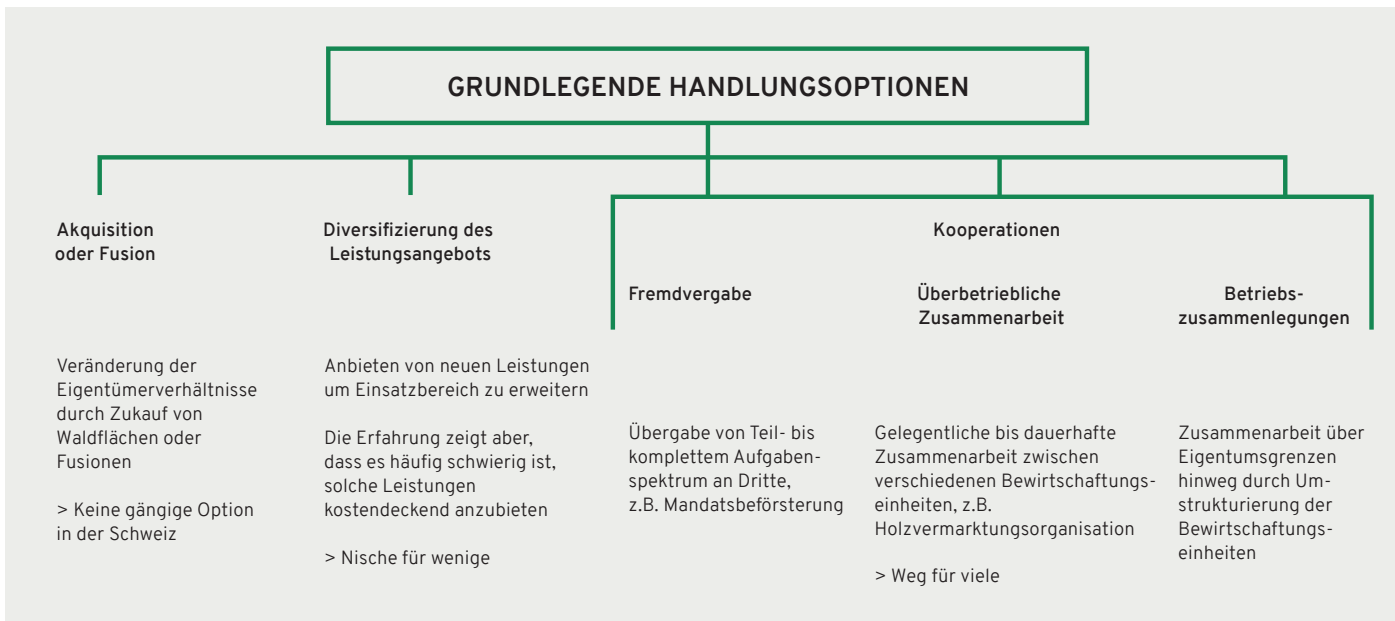 GRUNDLEGENDE HANDLUNGSOPTIONEN
Akquisition
oder Fusion
Veränderung der
Eigentümerverhältnisse
durch Zukauf von
Waldflächen oder
Fusionen
> Keine gängige Option
in der Schweiz
Diversifizierung des
Leistungsangebots
Anbieten von neuen Leistungen
um Einsatzbereich zu erweitern
Die Erfahrung zeigt aber,
dass es häufig schwierig ist,
solche Leistungen
kostendeckend anzubieten
> Nische für wenige
Kooperationen
Fremdvergabe
Übergabe von Teil- bis
komplettem Aufgaben-
spektrum an Dritte,
z.B. Mandatsbeförsterung
Überbetriebliche
Zusammenarbeit
Gelegentliche bis dauerhafte
Zusammenarbeit zwischen
verschiedenen Bewirtschaftungs-
einheiten, z.B.
Holzvermarktungsorganisation
> Weg für viele
Betriebs-
zusammenlegungen
Zusammenarbeit über
Eigentumsgrenzen
hinweg durch Um-
strukturierung der
Bewirtschaftungs-
einheiten